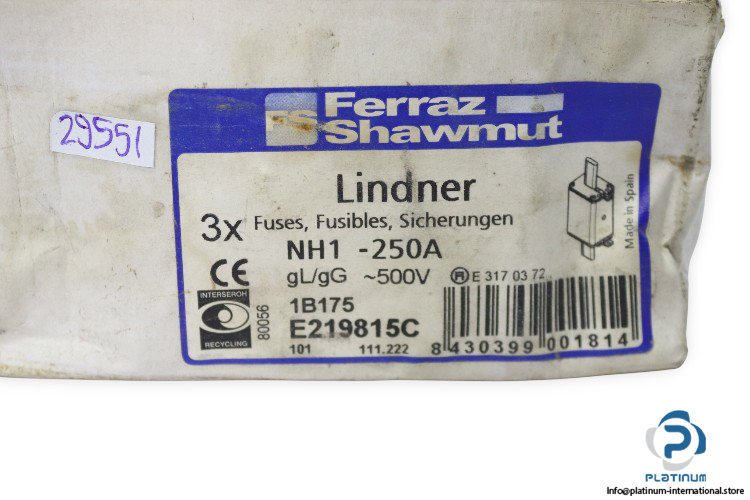 29551
FS Ferraz
Shawmut
Lindner
3x Fuses, Fusibles, Sicherungen
NH1 -250A
gL/gG ~500V
CE
R E 317 03 72
Made in Spain
INTERSEROH
RECYCLING
80056
1B175
E219815C
101 111.222
8 430399 001814
PLATINUM
Info@platinum-international.store